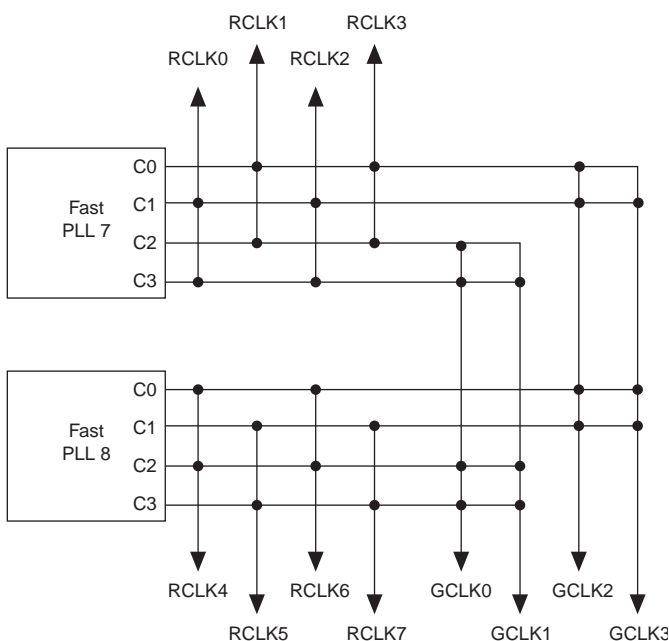 RCLK1 RCLK3
RCLK0 RCLK2
C0
C1
Fast
PLL 7
C2
C3
C0
C1
Fast
PLL 8
C2
C3
RCLK4 RCLK6 GCLK0 GCLK2
RCLK5 RCLK7 GCLK1 GCLK3